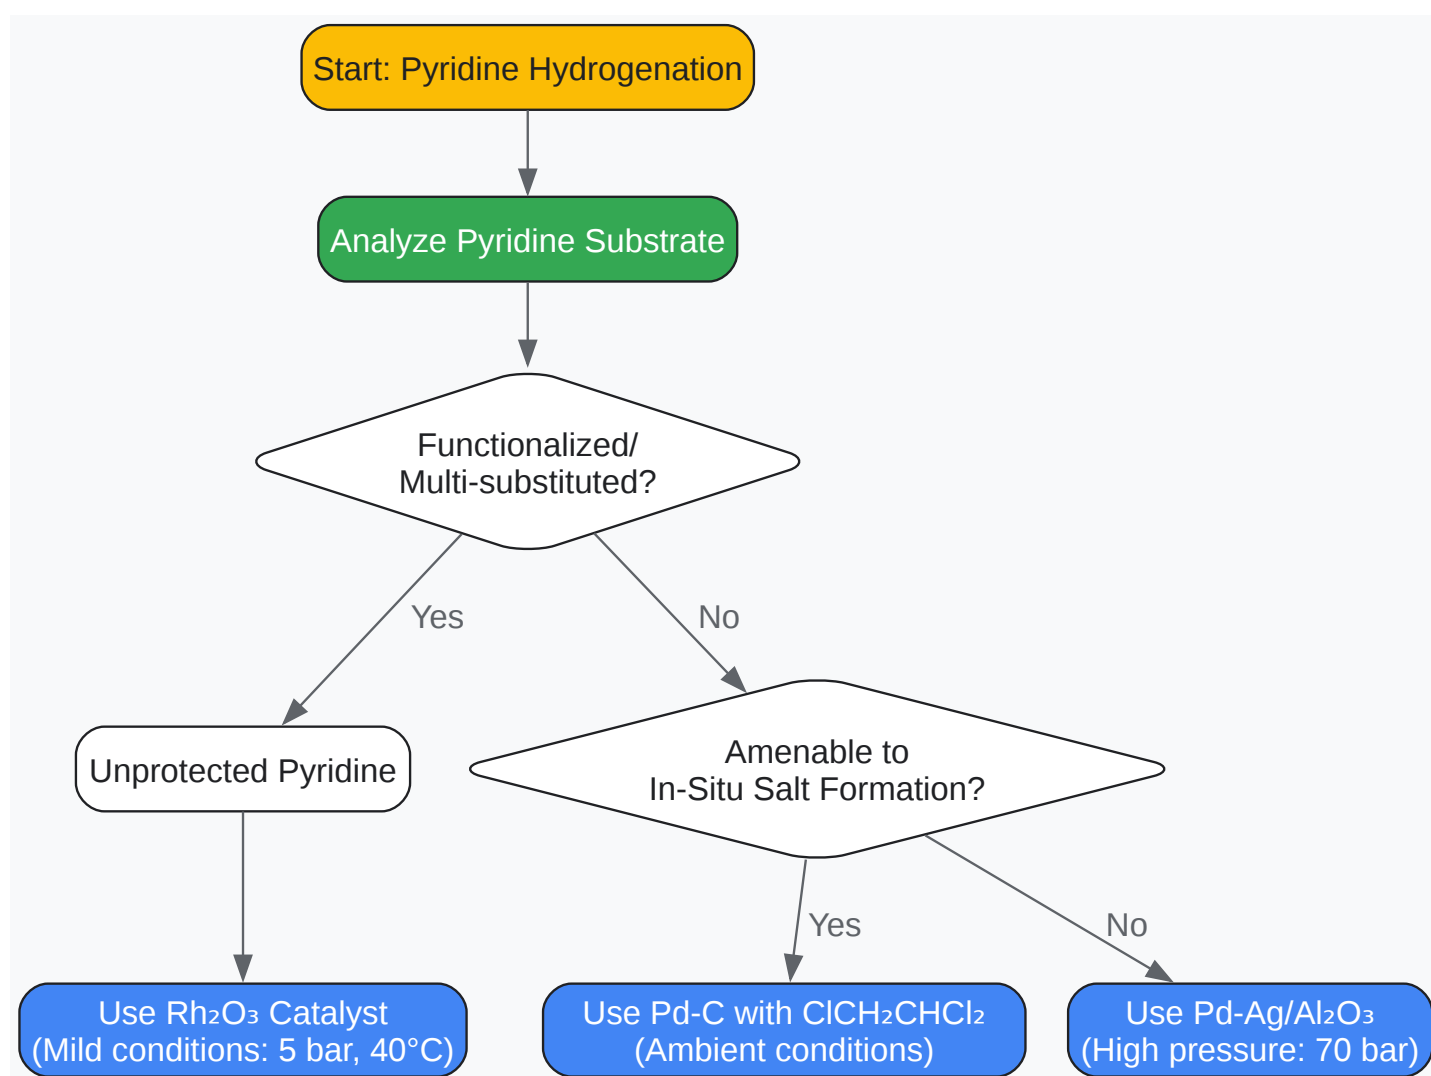 Start: Pyridine Hydrogenation
Analyze Pyridine Substrate
Functionalized/
Multi-substituted?
Yes
No
Unprotected Pyridine
Amenable to
In-Situ Salt Formation?
Yes
No
Use Rh₂O₃ Catalyst
(Mild conditions: 5 bar, 40°C)
Use Pd-C with ClCH₂CHCl₂
(Ambient conditions)
Use Pd-Ag/Al₂O₃
(High pressure: 70 bar)